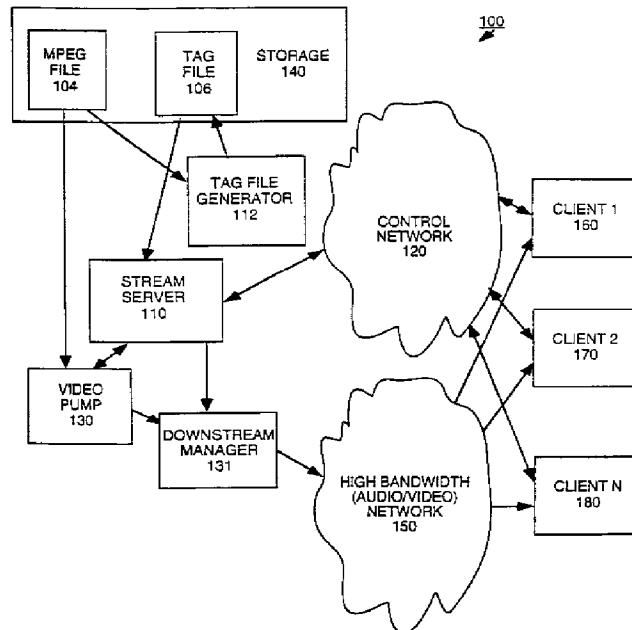 100
MPEG
FILE
104
TAG
FILE
106
STORAGE
140
TAG FILE
GENERATOR
112
CONTROL
NETWORK
120
CLIENT 1
160
STREAM
SERVER
110
CLIENT 2
170
VIDEO
PUMP
130
DOWNSTREAM
MANAGER
131
HIGH BANDWIDTH
(AUDIO/VIDEO)
NETWORK
150
CLIENT N
180